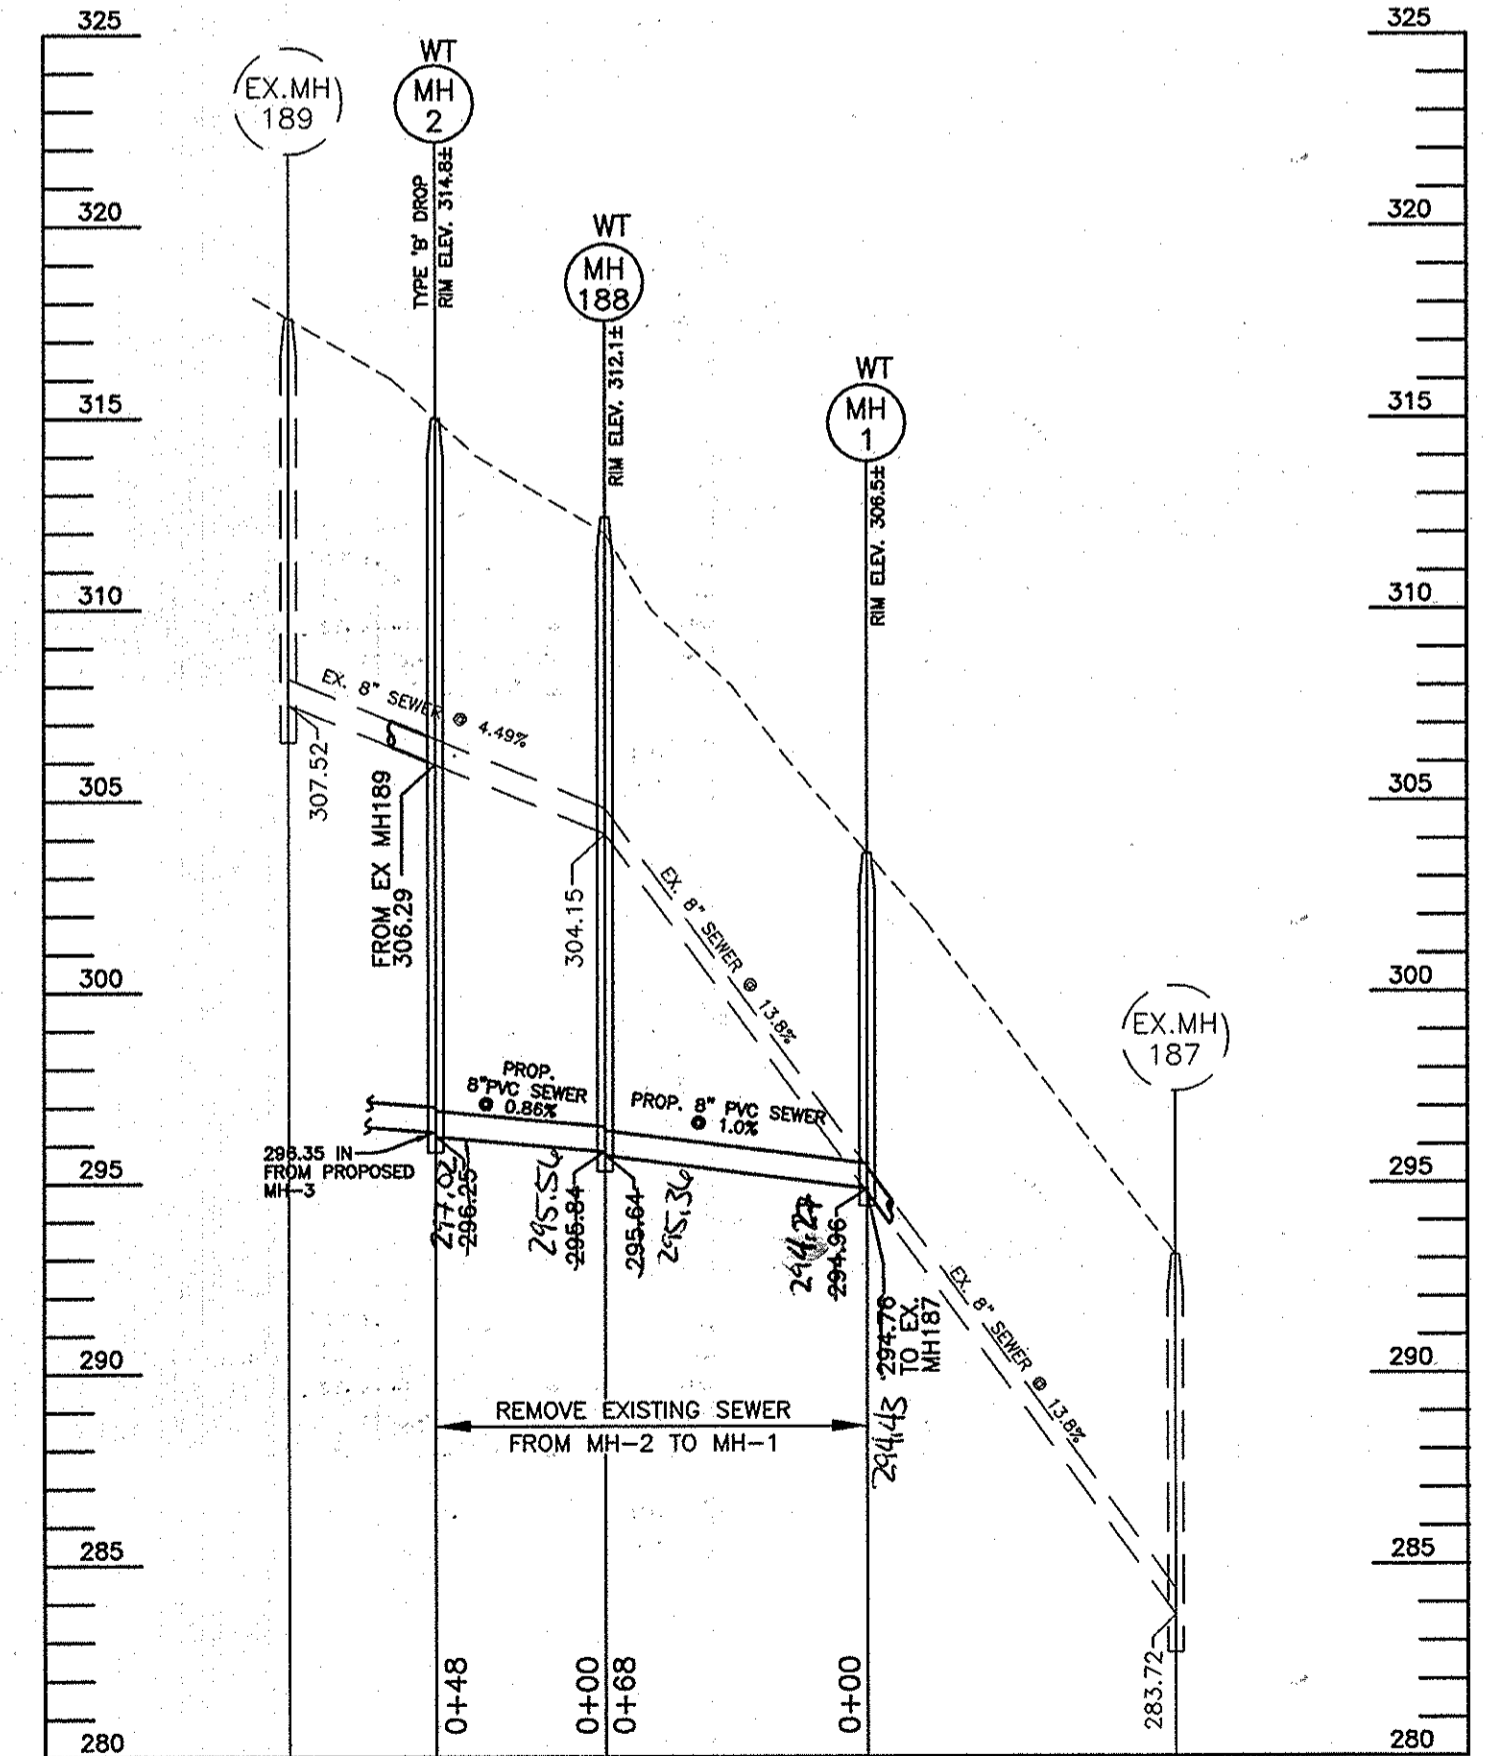 325
325
EX.MH
189
WT
MH
2
TYPE 'B' DROP
RIM ELEV. 314.8±
320
320
WT
MH
188
RIM ELEV. 312.1±
WT
MH
1
RIM ELEV. 306.5±
315
315
310
310
EX. 8" SEWER @ 4.49%
307.52
FROM EX MH189
306.29
304.15
305
305
EX. 8" SEWER @ 13.8%
300
300
EX.MH
187
PROP.
8"PVC SEWER
@ 0.86%
PROP. 8" PVC SEWER
@ 1.0%
296.35 IN
FROM PROPOSED
MH-3
295
295
296.25
295.56
295.84
295.64
295.36
294.27
294.96
294.76
TO EX.
MH187
294.43
EX. 8" SEWER @ 13.8%
290
290
REMOVE EXISTING SEWER
FROM MH-2 TO MH-1
285
285
283.72
0+48
0+00
0+68
0+00
280
280